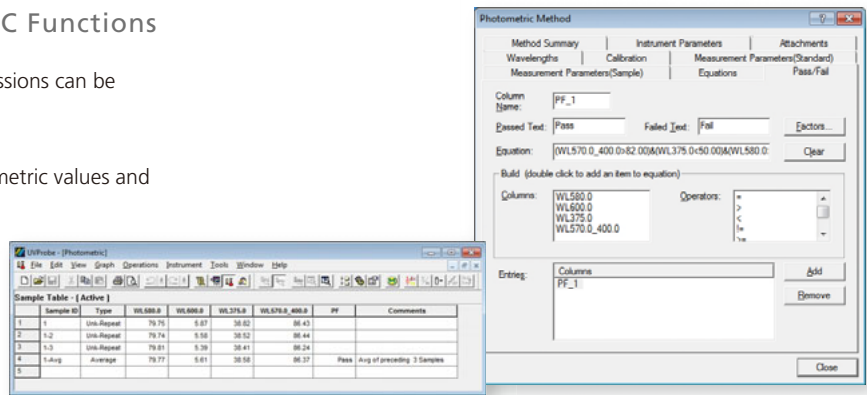 C Functions
ssions can be
metric values and
Photometric Method
Method Summary Instrument Parameters Attachments
Wavelengths Calibration Measurement Parameters(Standard)
Measurement Parameters(Sample) Equations Pass/Fail
Column Name: PF_1
Passed Text: Pass Failed Text: Fail Factors...
Equation: (WL570.0_400.0>82.00)&(WL375.0<50.00)&(WL580.0: Clear
Build (double click to add an item to equation)
Columns: WL580.0 Operators: =
WL600.0 >
WL375.0 <
WL570.0_400.0 !=
>=
Entries: Columns Add
PF_1 Remove
Close
UVProbe - [Photometric]
File Edit View Graph Operations Instrument Tools Window Help
Sample Table - [ Active ]
Sample ID Type WL580.0 WL600.0 WL375.0 WL570.0_400.0 PF Comments
1 1 Unk-Repeat 79.75 5.87 38.82 86.43
2 1-2 Unk-Repeat 79.74 5.58 38.52 86.44
3 1-3 Unk-Repeat 79.81 5.39 38.41 86.24
4 1-Avg Average 79.77 5.61 38.58 86.37 Pass Avg of preceding 3 Samples
5